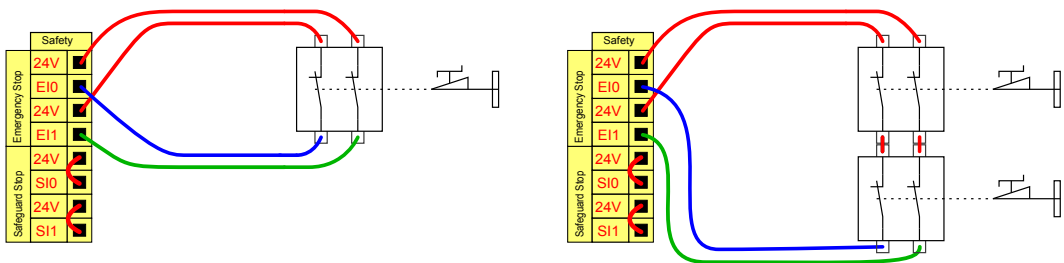 Safety
Emergency Stop
24V
EI0
24V
EI1
Safeguard Stop
24V
SI0
24V
SI1
Safety
Emergency Stop
24V
EI0
24V
EI1
Safeguard Stop
24V
SI0
24V
SI1